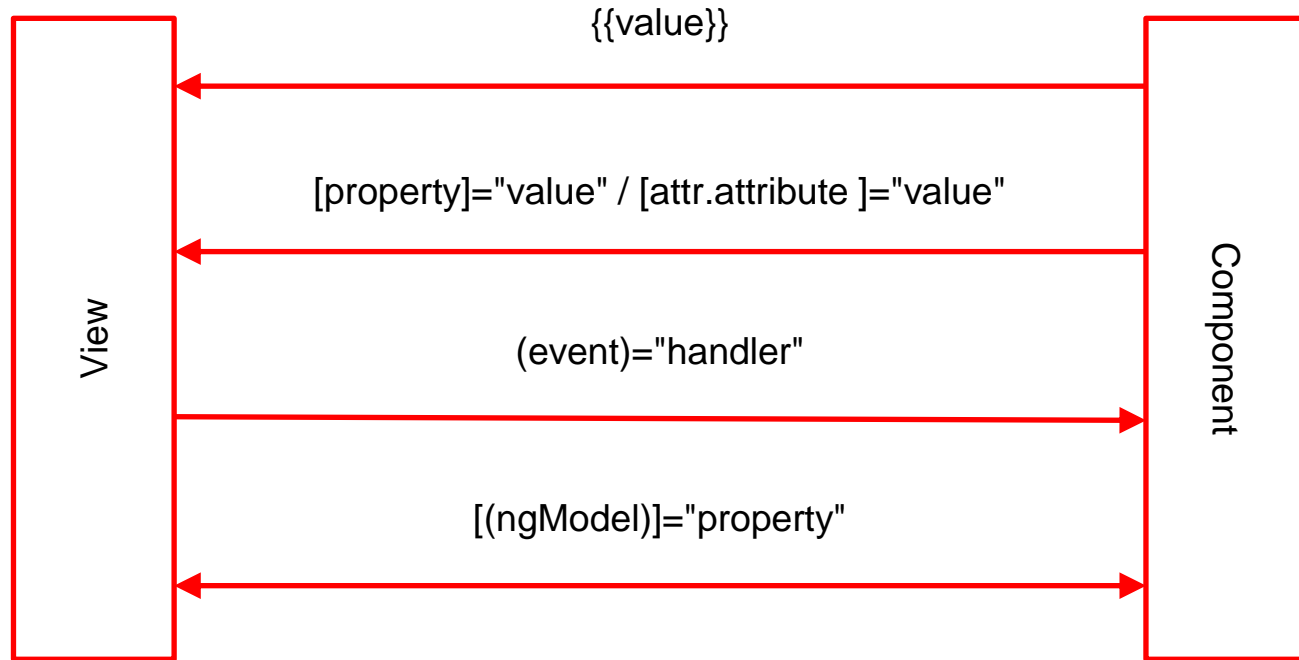 {{value}}
[property]="value" / [attr.attribute ]="value"
(event)="handler"
[(ngModel)]="property"
View
Component